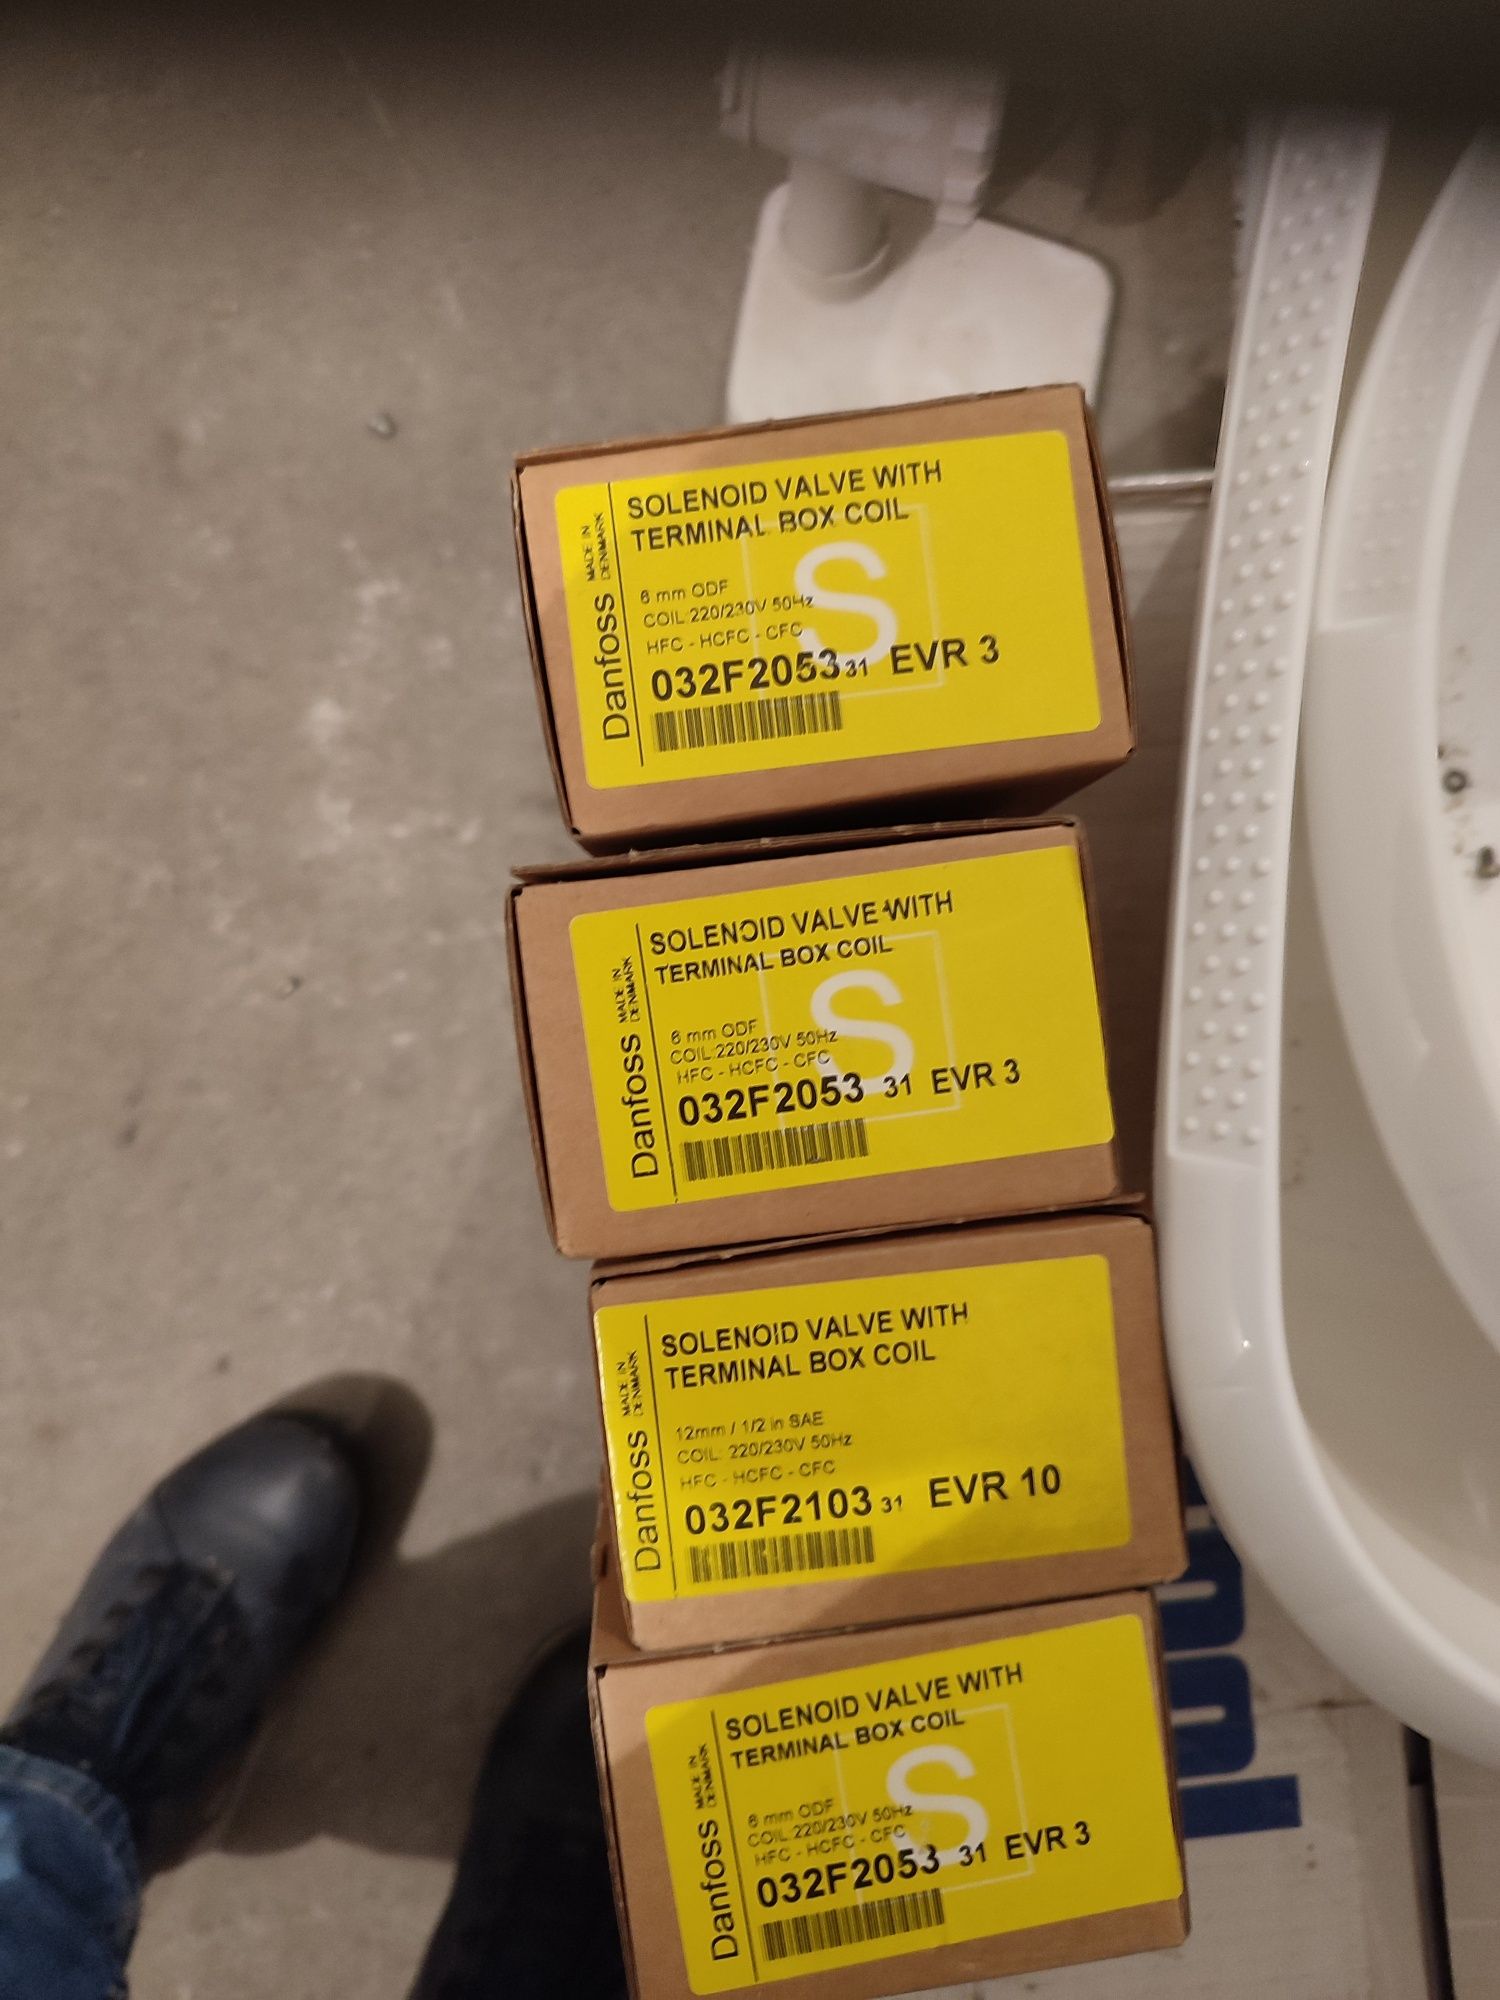 SOLENOID VALVE WITH
TERMINAL BOX COIL
6 mm ODF
COIL:220/230V 50Hz
HFC - HCFC - CFC
032F2053 31 EVR 3
Danfoss
MADE IN
DENMARK
S
SOLENOID VALVE WITH
TERMINAL BOX COIL
6 mm ODF
COIL:220/230V 50Hz
HFC - HCFC - CFC
032F2053 31 EVR 3
Danfoss
MADE IN
DENMARK
S
SOLENOID VALVE WITH
TERMINAL BOX COIL
12mm / 1/2 in SAE
COIL: 220/230V 50Hz
HFC - HCFC - CFC
032F2103 31 EVR 10
Danfoss
MADE IN
DENMARK
SOLENOID VALVE WITH
TERMINAL BOX COIL
6 mm ODF
COIL:220/230V 50Hz
HFC - HCFC - CFC
032F2053 31 EVR 3
Danfoss
MADE IN
DENMARK
S